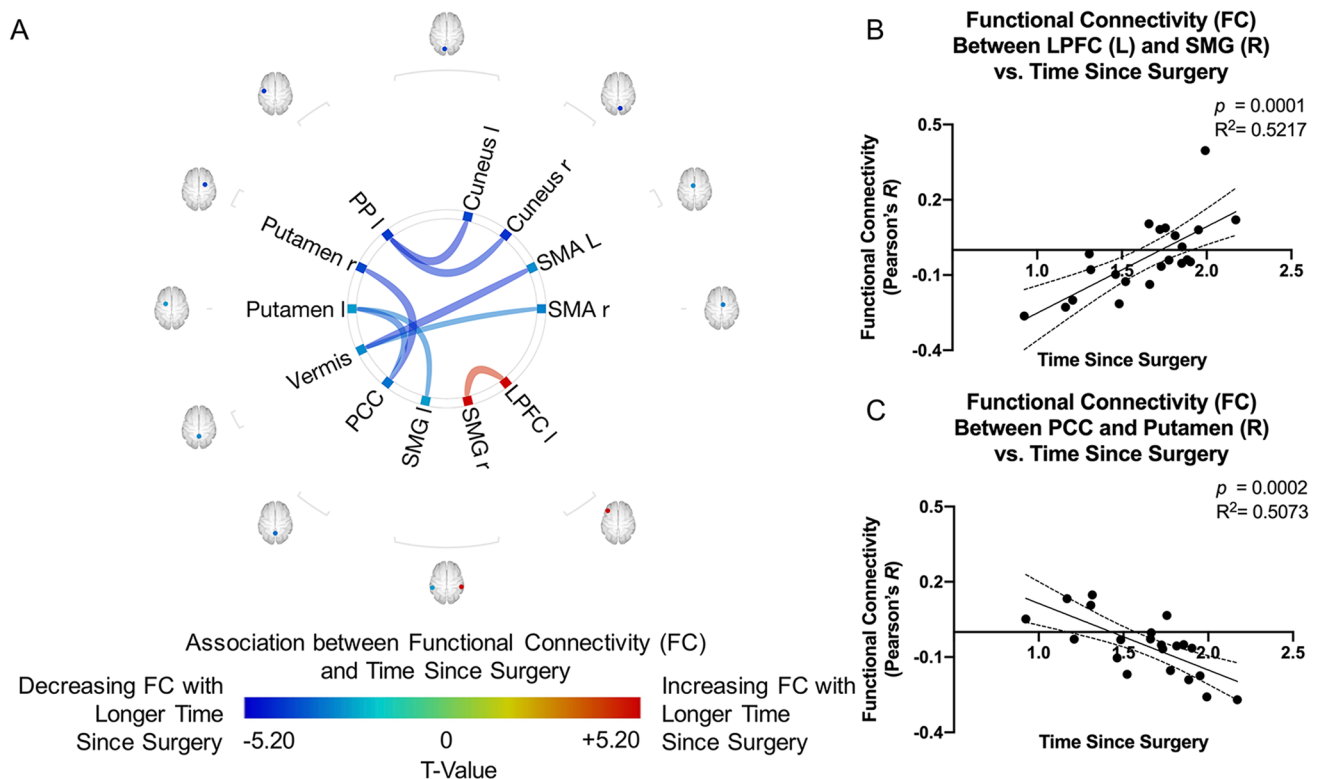 A
Cuneus l
Cuneus r
PP l
Putamen r
SMA L
Putamen l
SMA r
Vermis
PCC
SMG l
SMG r
LPFC l
Association between Functional Connectivity (FC)
and Time Since Surgery
Decreasing FC with
Longer Time
Since Surgery
Increasing FC with
Longer Time
Since Surgery
-5.20
0
+5.20
T-Value
B
Functional Connectivity (FC)
Between LPFC (L) and SMG (R)
vs. Time Since Surgery
p = 0.0001
R2= 0.5217
Functional Connectivity
(Pearson's R)
0.5
0.2
-0.1
-0.4
1.0
1.5
2.0
2.5
Time Since Surgery
C
Functional Connectivity (FC)
Between PCC and Putamen (R)
vs. Time Since Surgery
p = 0.0002
R2= 0.5073
Functional Connectivity
(Pearson's R)
0.5
0.2
-0.1
-0.4
1.0
1.5
2.0
2.5
Time Since Surgery